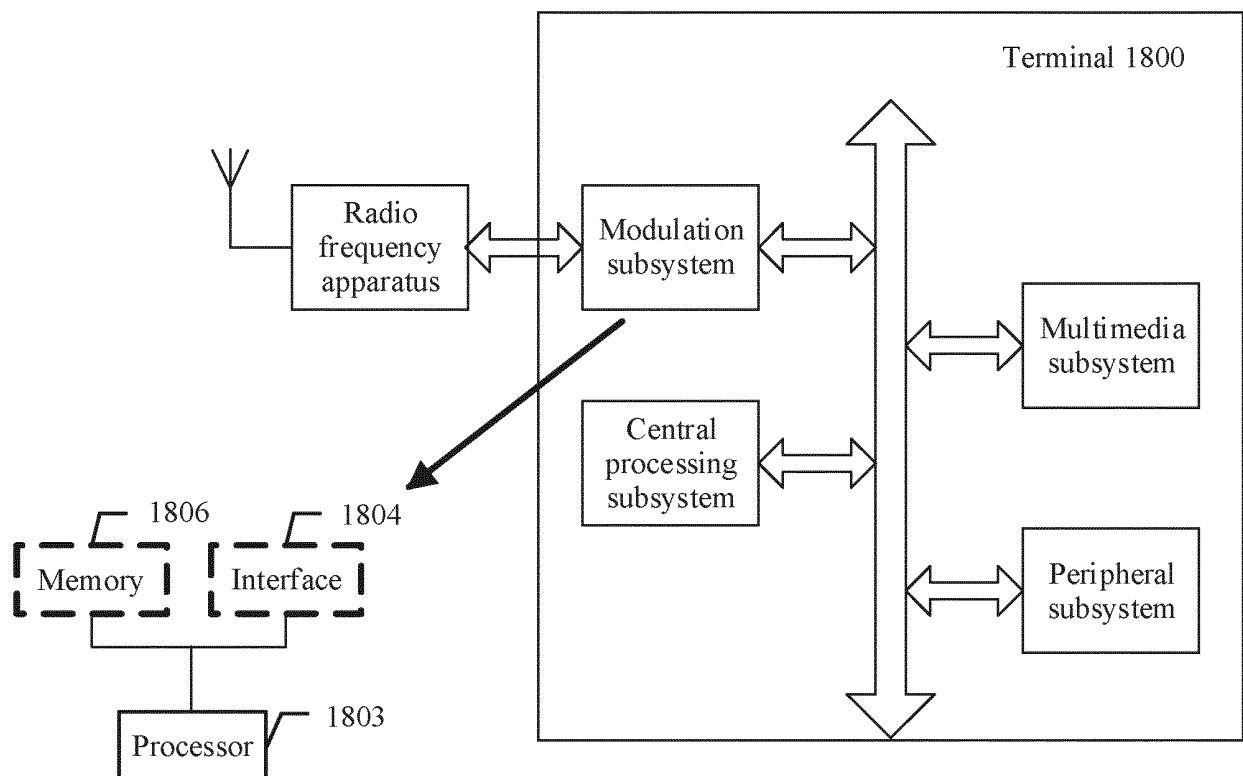 Terminal 1800
Radio
frequency
apparatus
Modulation
subsystem
Multimedia
subsystem
Central
processing
subsystem
1806
1804
Memory
Interface
Peripheral
subsystem
1803
Processor